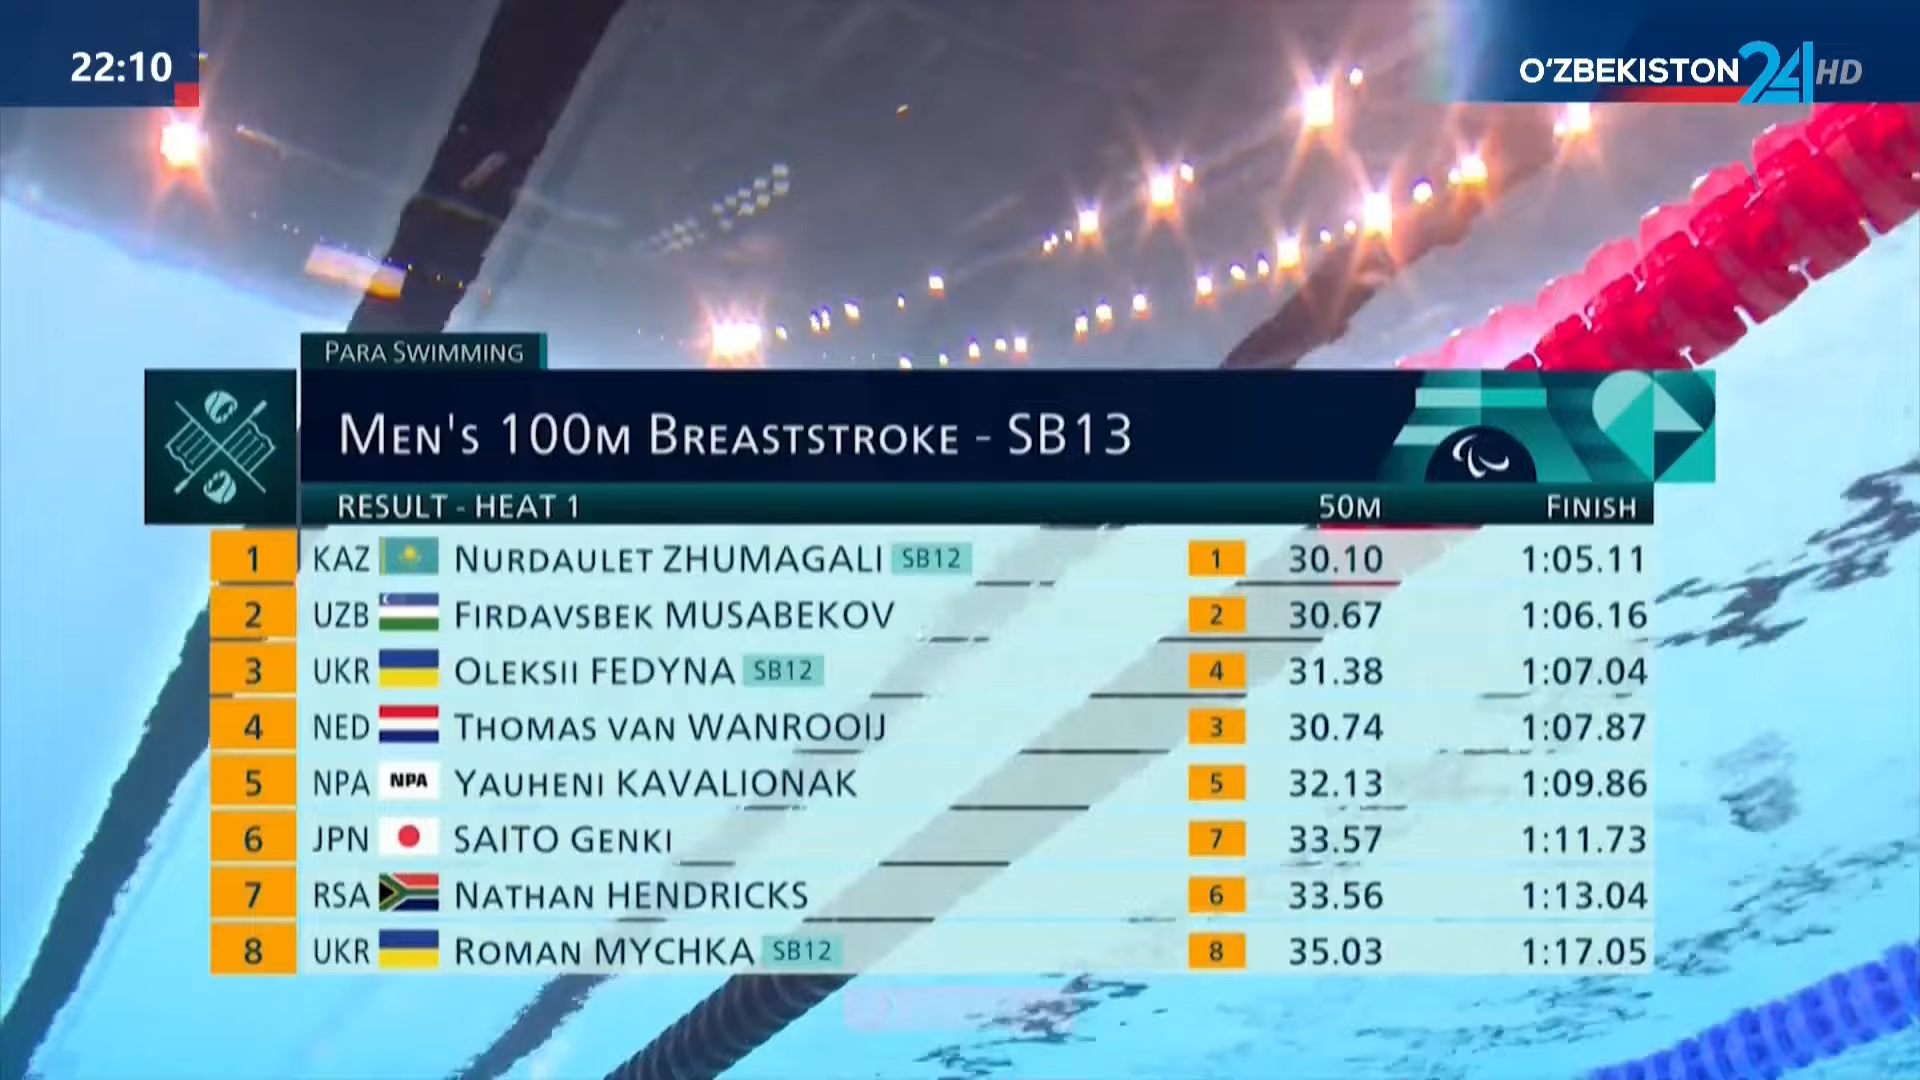 22:10
O‘ZBEKISTON 24 HD
PARA SWIMMING
MEN'S 100M BREASTSTROKE - SB13
RESULT - HEAT 1 50M FINISH
1 KAZ NURDAULET ZHUMAGALI SB12 1 30.10 1:05.11
2 UZB FIRDAVSBEK MUSABEKOV 2 30.67 1:06.16
3 UKR OLEKSII FEDYNA SB12 4 31.38 1:07.04
4 NED THOMAS VAN WANROOIJ 3 30.74 1:07.87
5 NPA NPA YAUHENI KAVALIONAK 5 32.13 1:09.86
6 JPN SAITO GENKI 7 33.57 1:11.73
7 RSA NATHAN HENDRICKS 6 33.56 1:13.04
8 UKR ROMAN MYCHKA SB12 8 35.03 1:17.05